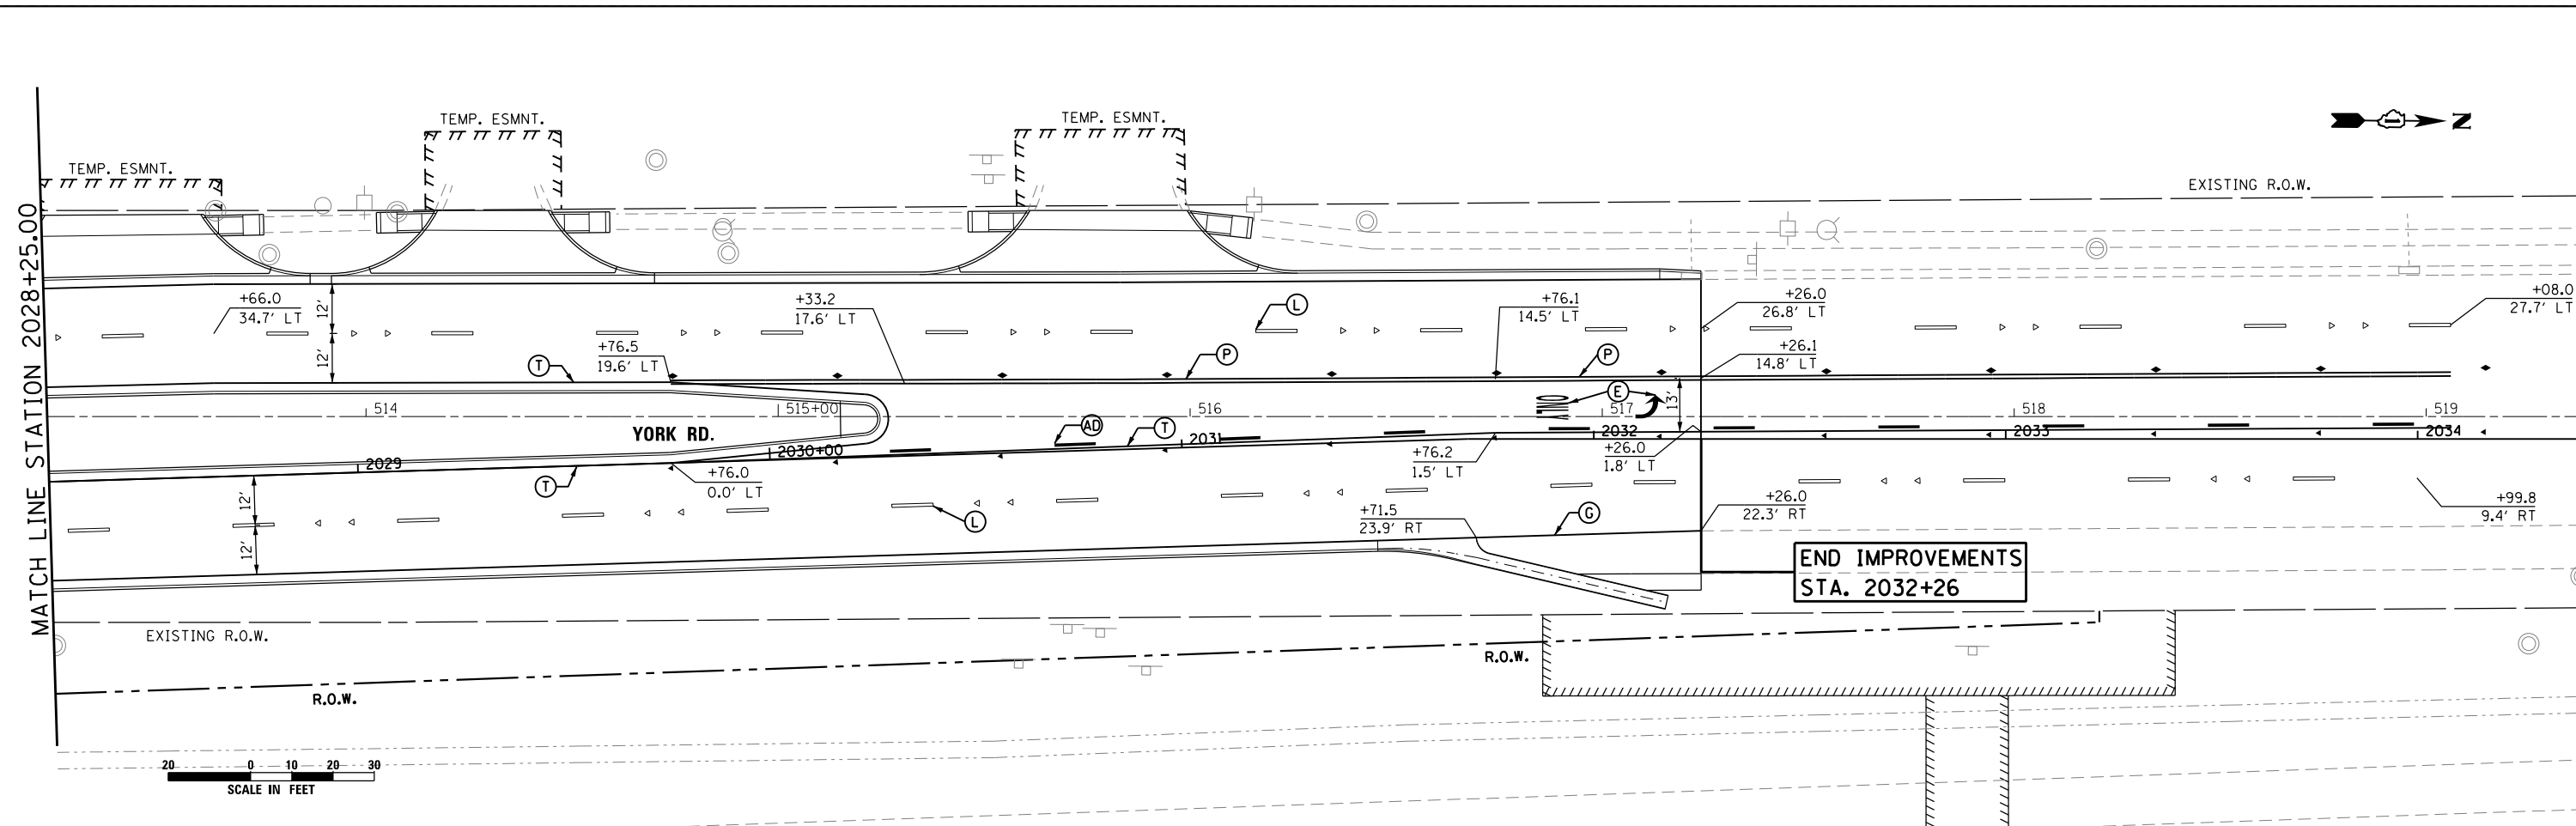 TEMP. ESMNT.
TEMP. ESMNT.
TEMP. ESMNT.
N
EXISTING R.O.W.
MATCH LINE STATION 2028+25.00
+66.0
34.7' LT
12'
12'
+33.2
17.6' LT
L
+76.1
14.5' LT
+26.0
26.8' LT
+08.0
27.7' LT
+76.5
19.6' LT
T
P
P
+26.1
14.8' LT
E
13'
514
515+00
516
517
518
519
YORK RD.
AD
T
2029
2030+00
2031
2032
2033
2034
+76.0
0.0' LT
+76.2
1.5' LT
+26.0
1.8' LT
T
12'
12'
L
+71.5
23.9' RT
G
+26.0
22.3' RT
+99.8
9.4' RT
END IMPROVEMENTS
STA. 2032+26
EXISTING R.O.W.
R.O.W.
R.O.W.
20 0 10 20 30
SCALE IN FEET